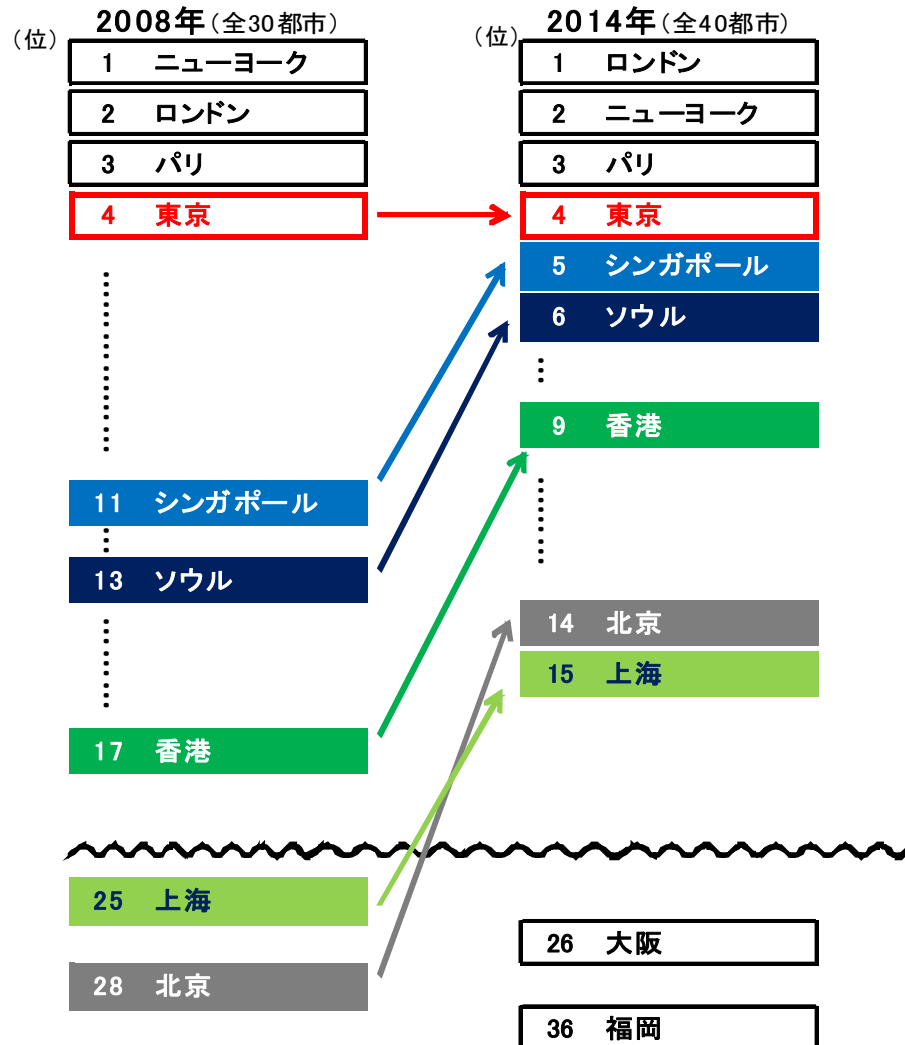 2008年（全30都市）
（位）
1 ニューヨーク
2 ロンドン
3 パリ
4 東京
11 シンガポール
13 ソウル
17 香港
25 上海
28 北京
2014年（全40都市）
（位）
1 ロンドン
2 ニューヨーク
3 パリ
4 東京
5 シンガポール
6 ソウル
9 香港
14 北京
15 上海
26 大阪
36 福岡